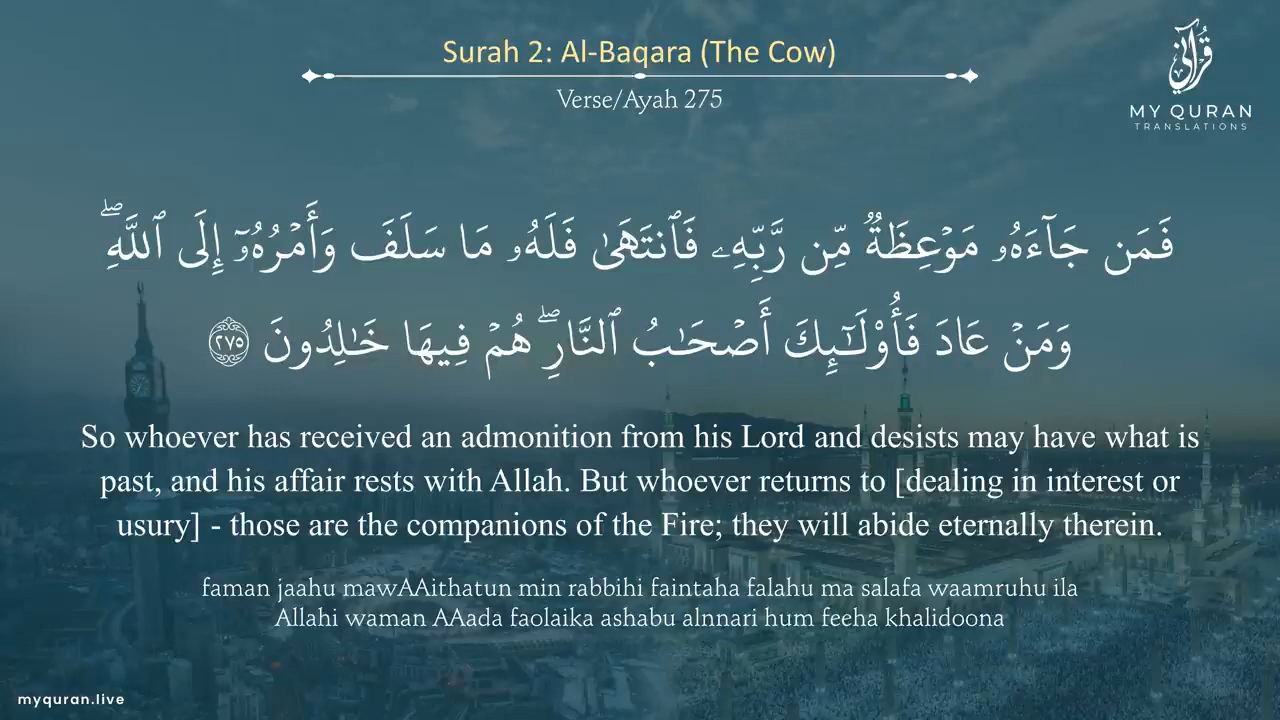 Surah 2: Al-Baqara (The Cow)
Verse/Ayah 275
قُرْآنِي
MY QURAN
TRANSLATIONS
فَمَن جَآءَهُۥ مَوْعِظَةٌ مِّن رَّبِّهِۦ فَٱنتَهَىٰ فَلَهُۥ مَا سَلَفَ وَأَمْرُهُۥٓ إِلَى ٱللَّهِ ۖ
وَمَنْ عَادَ فَأُو۟لَـٰٓئِكَ أَصْحَـٰبُ ٱلنَّارِ ۖ هُمْ فِيهَا خَـٰلِدُونَ ٢٧٥
So whoever has received an admonition from his Lord and desists may have what is
past, and his affair rests with Allah. But whoever returns to [dealing in interest or
usury] - those are the companions of the Fire; they will abide eternally therein.
faman jaahu mawAAithatun min rabbihi faintaha falahu ma salafa waamruhu ila
Allahi waman AAada faolaika ashabu alnnari hum feeha khalidoona
myquran.live